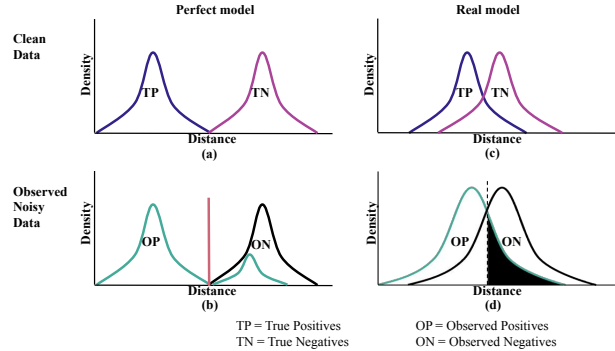 Perfect model
Real model
Clean
Data
Density
TP
TN
Distance
(a)
Density
TP
TN
Distance
(c)
Observed
Noisy
Data
Density
OP
ON
Distance
(b)
Density
OP
ON
Distance
(d)
TP = True Positives
TN = True Negatives
OP = Observed Positives
ON = Observed Negatives